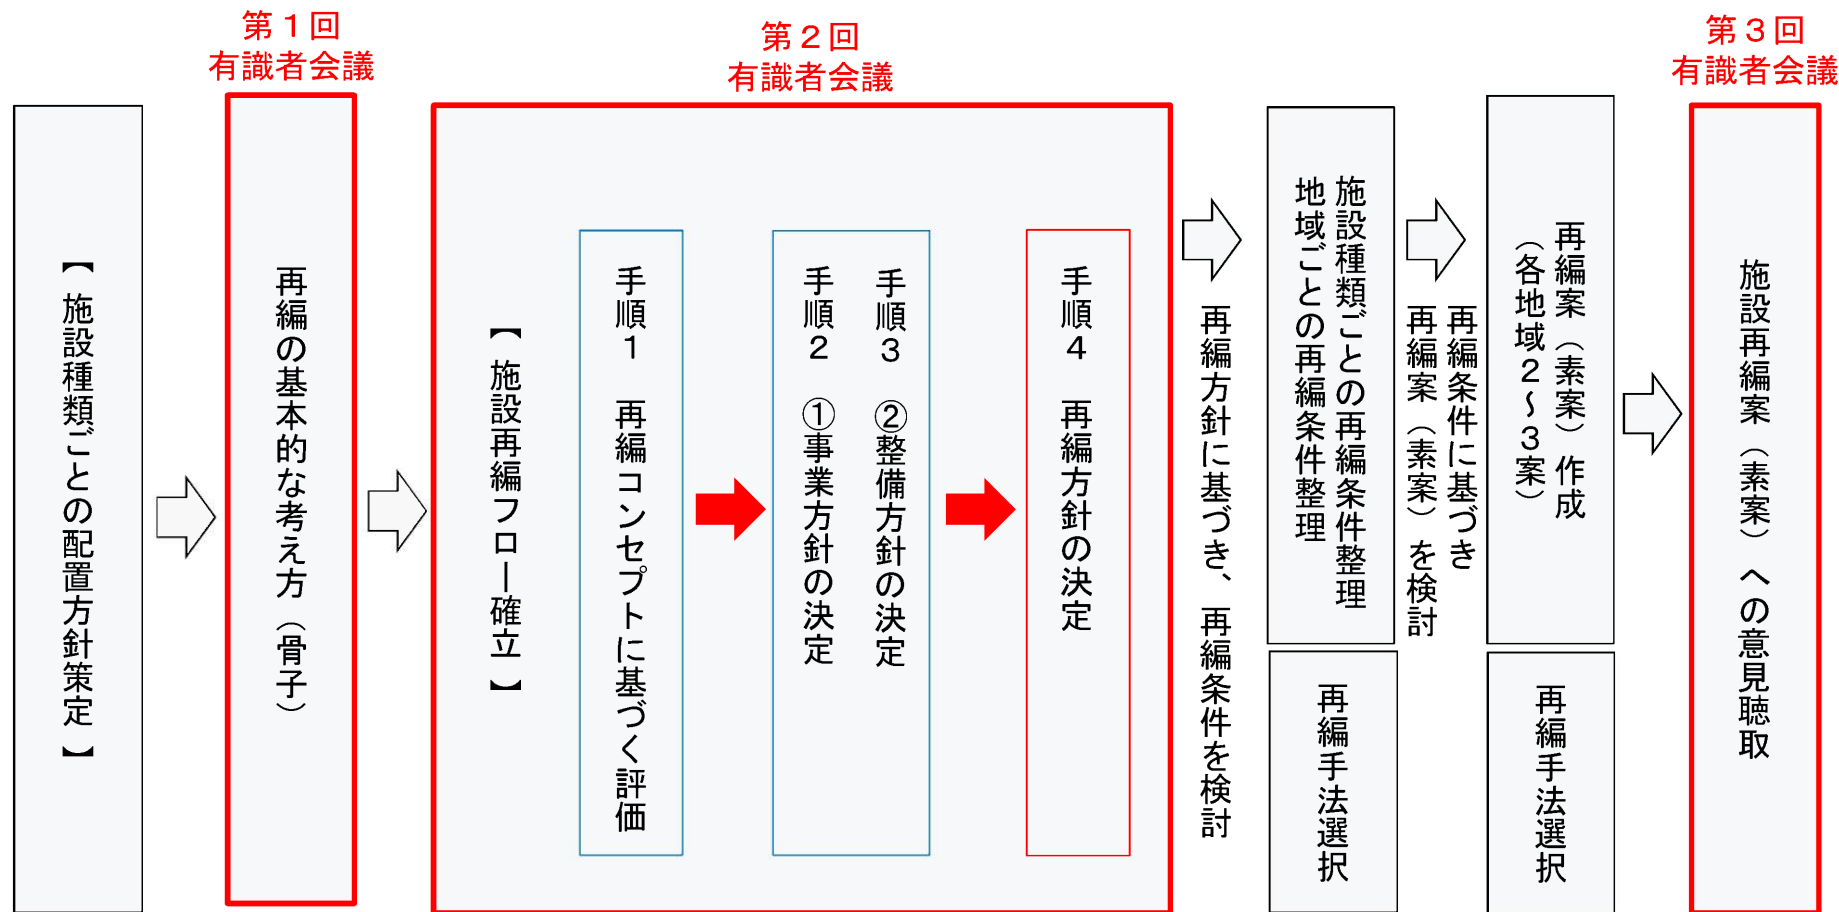 第１回
有識者会議
第２回
有識者会議
第３回
有識者会議
【 施設種類ごとの配置方針策定 】
再編の基本的な考え方（骨子）
【 施設再編フロー確立 】
手順１　再編コンセプトに基づく評価
手順２　①事業方針の決定
手順３　②整備方針の決定
手順４　再編方針の決定
再編方針に基づき、再編条件を検討
施設種類ごとの再編条件整理
地域ごとの再編条件整理
再編手法選択
再編条件に基づき
再編案（素案）を検討
再編案（素案）作成
（各地域２～３案）
再編手法選択
施設再編案（素案）への意見聴取